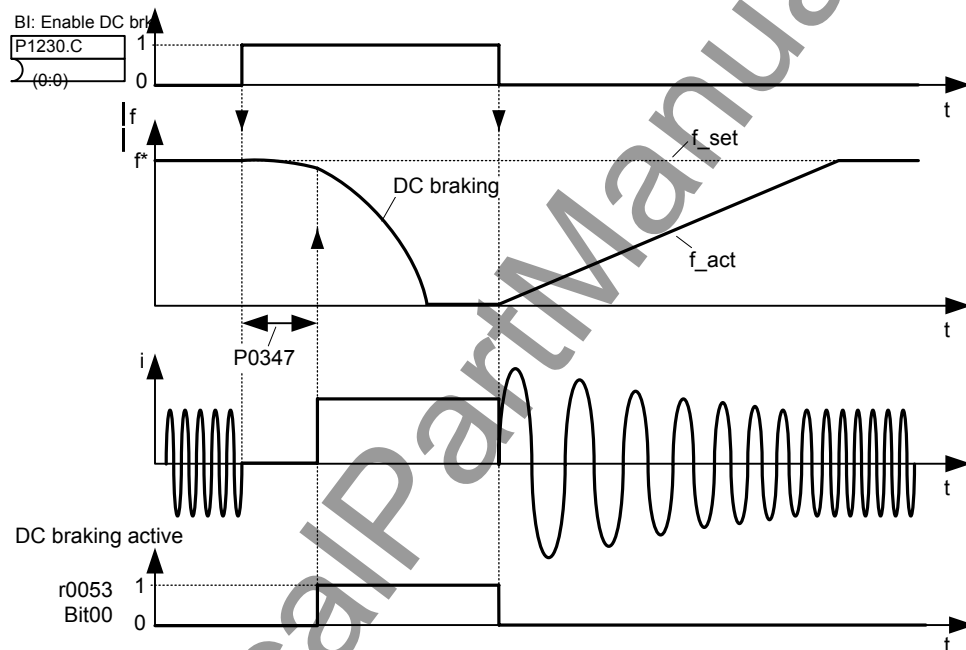 BI: Enable DC brk.
P1230.C
(0:0)
1
0
t
f
f*
f_set
DC braking
f_act
t
P0347
i
t
DC braking active
r0053
Bit00
1
0
t
calPartManua